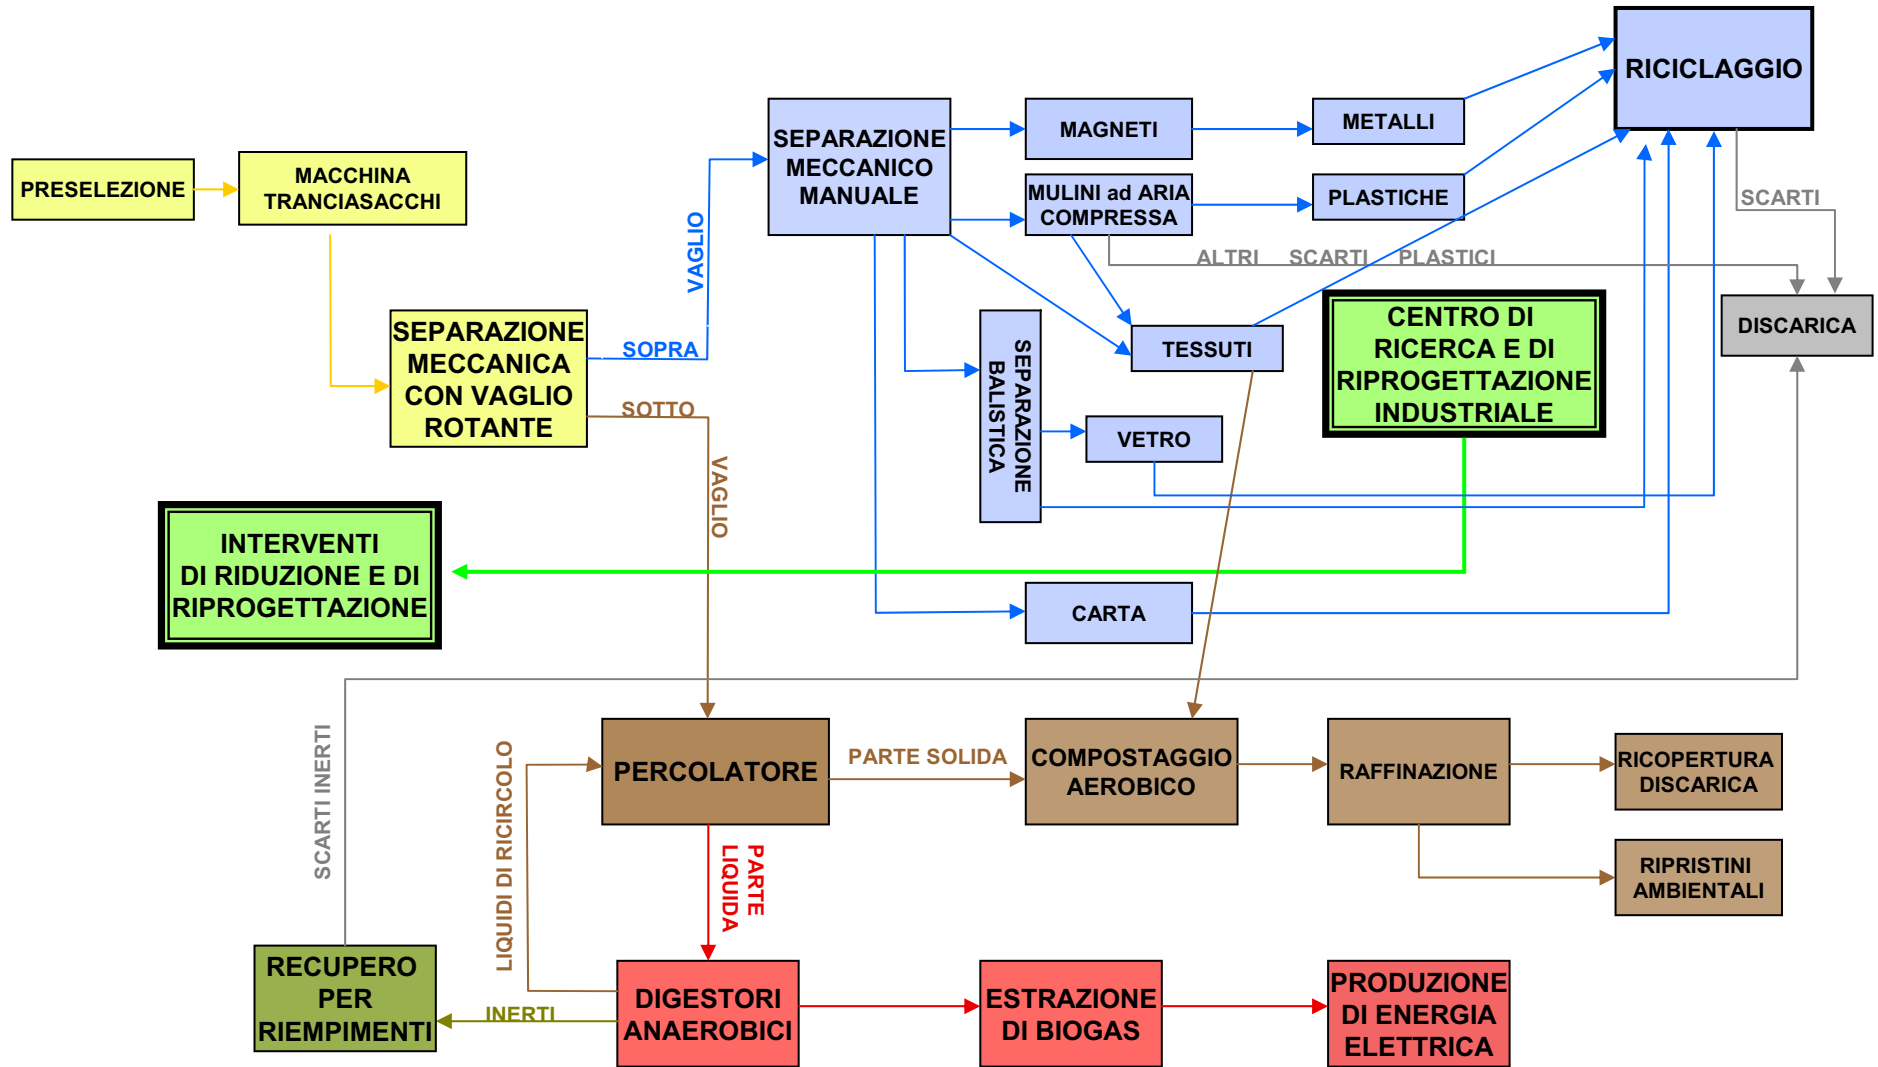 RICICLAGGIO
SEPARAZIONE
MECCANICO
MANUALE
MAGNETI
METALLI
PRESELEZIONE
MACCHINA
TRANCIASACCHI
MULINI ad ARIA
COMPRESSA
PLASTICHE
SCARTI
VAGLIO
ALTRI SCARTI PLASTICI
SEPARAZIONE
MECCANICA
CON VAGLIO
ROTANTE
SOPRA
SOTTO
SEPARAZIONE
BALISTICA
TESSUTI
CENTRO DI
RICERCA E DI
RIPROGETTAZIONE
INDUSTRIALE
DISCARICA
VETRO
VAGLIO
INTERVENTI
DI RIDUZIONE E DI
RIPROGETTAZIONE
CARTA
SCARTI INERTI
LIQUIDI DI RICIRCOLO
PERCOLATORE
PARTE SOLIDA
COMPOSTAGGIO
AEROBICO
RAFFINAZIONE
RICOPERTURA
DISCARICA
PARTE
LIQUIDA
RIPRISTINI
AMBIENTALI
RECUPERO
PER
RIEMPIMENTI
INERTI
DIGESTORI
ANAEROBICI
ESTRAZIONE
DI BIOGAS
PRODUZIONE
DI ENERGIA
ELETTRICA